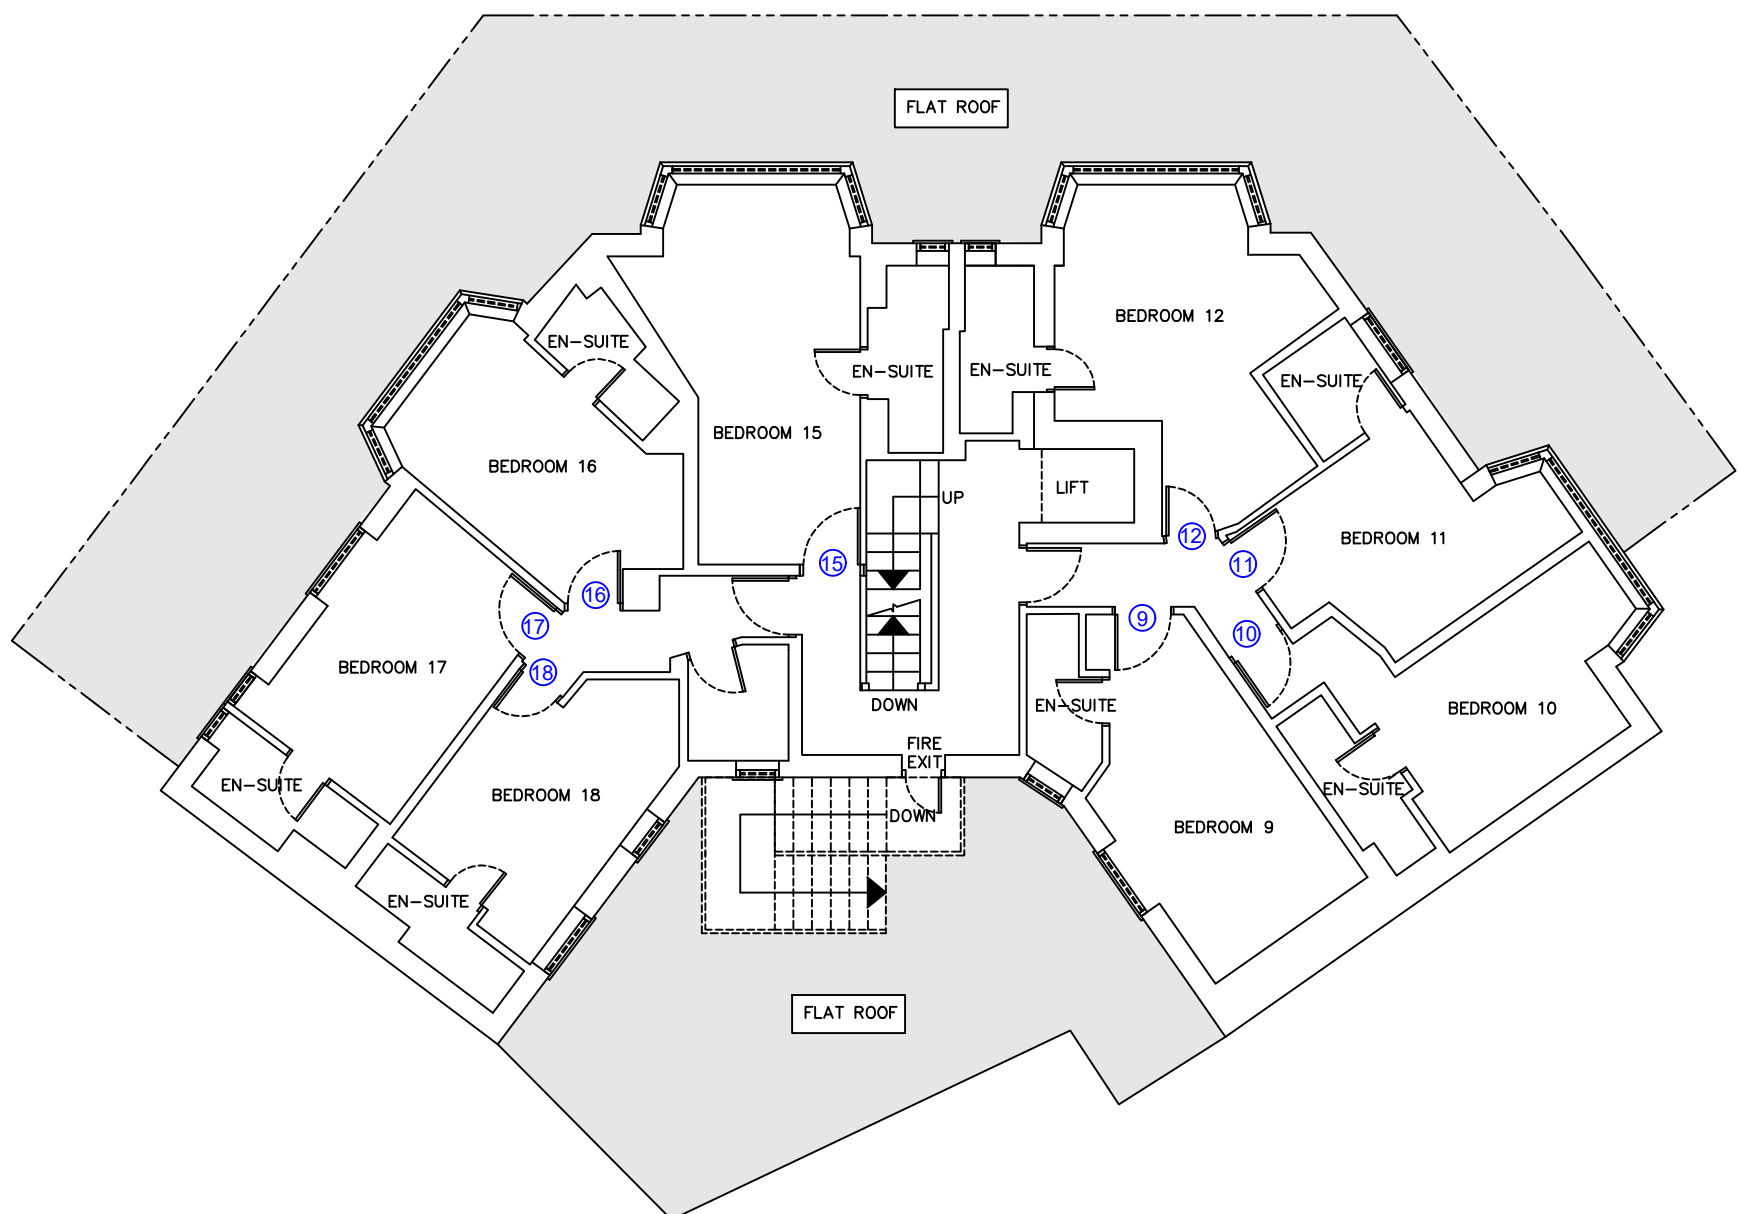 FLAT ROOF
BEDROOM 12
EN-SUITE
EN-SUITE
EN-SUITE
EN-SUITE
BEDROOM 15
BEDROOM 16
UP
LIFT
12
BEDROOM 11
15
11
16
9
17
10
BEDROOM 17
18
EN-SUITE
DOWN
BEDROOM 10
FIRE
EXIT
EN-SUITE
BEDROOM 18
EN-SUITE
DOWN
BEDROOM 9
EN-SUITE
FLAT ROOF